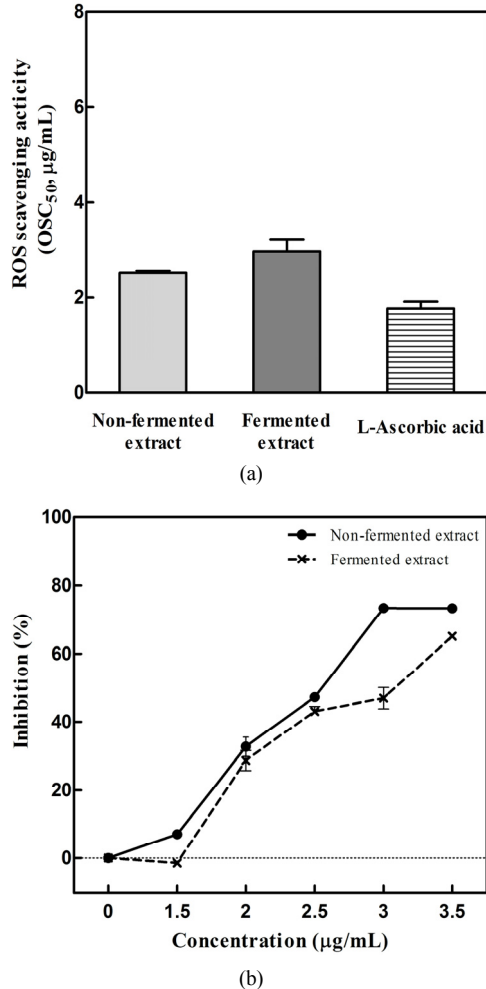 8
6
4
2
0
ROS scavenging acticity
(OSC50, μg/mL)
Non-fermented
extract
Fermented
extract
L-Ascorbic acid
(a)
100
80
60
40
20
0
Inhibition (%)
Non-fermented extract
Fermented extract
0 1.5 2 2.5 3 3.5
Concentration (μg/mL)
(b)